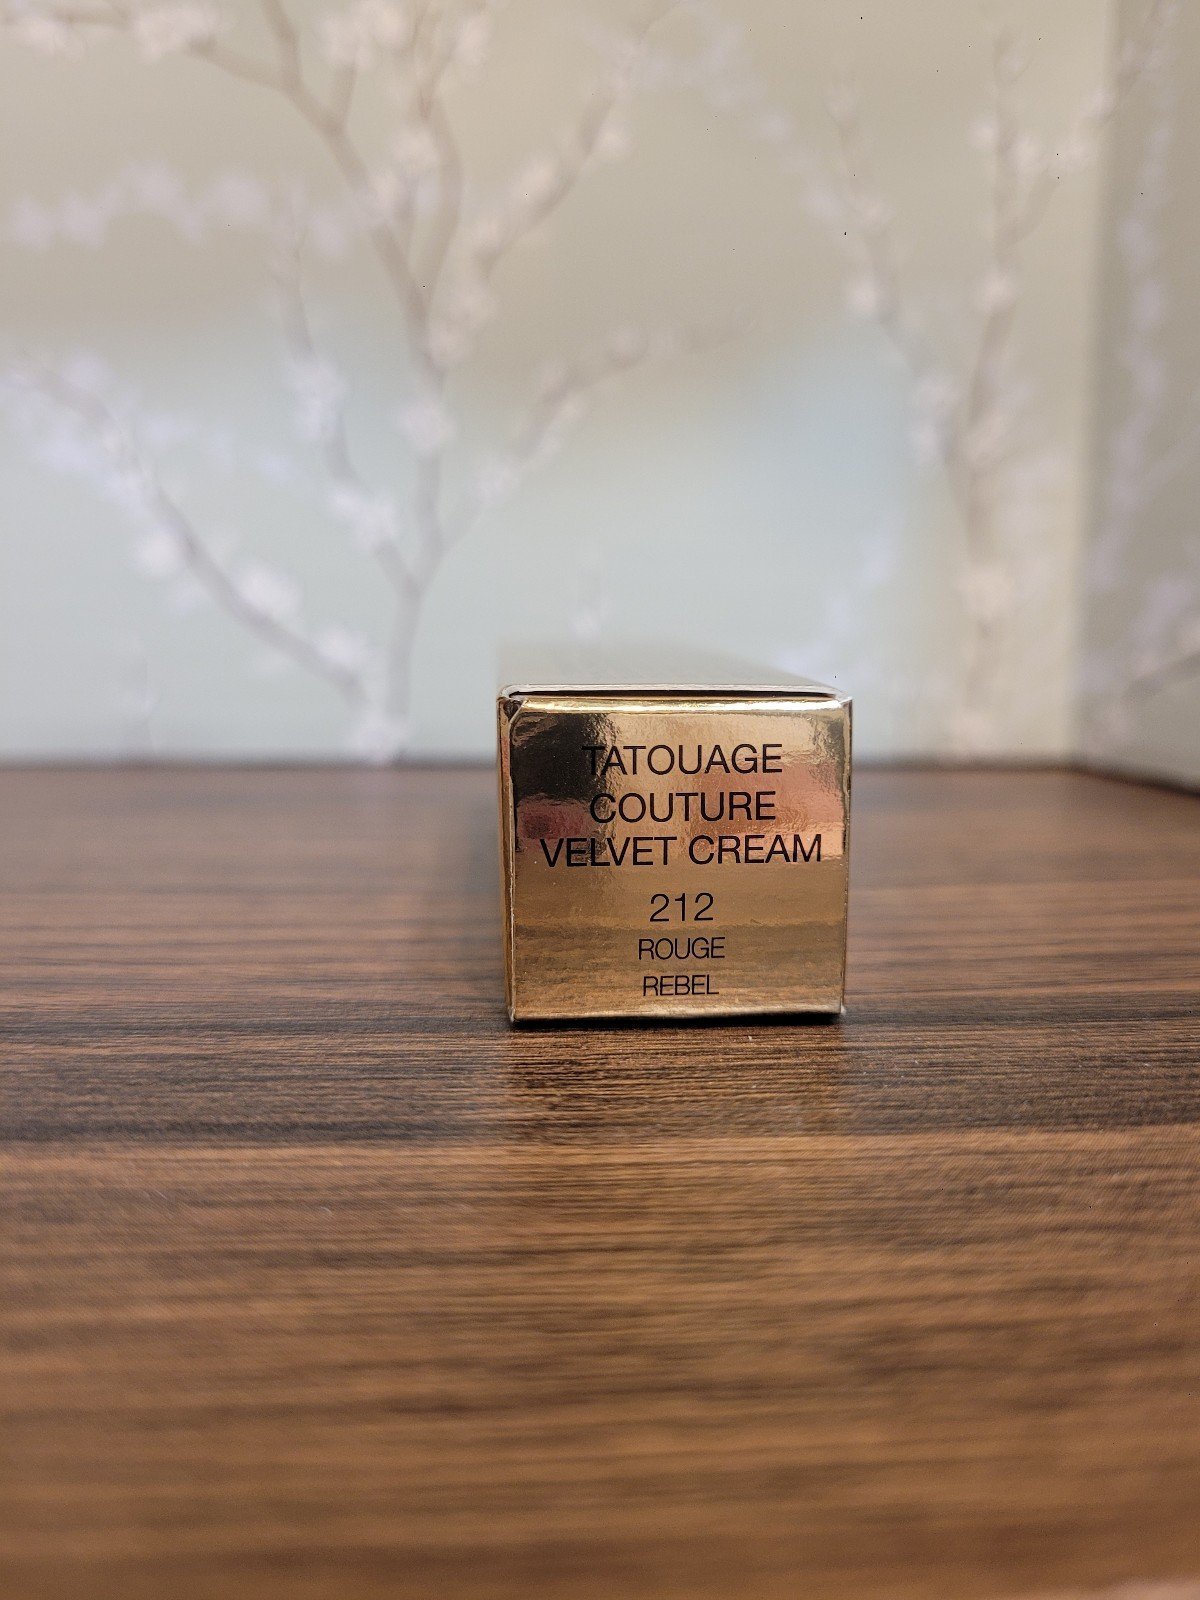 TATOUAGE
COUTURE
VELVET CREAM
212
ROUGE
REBEL